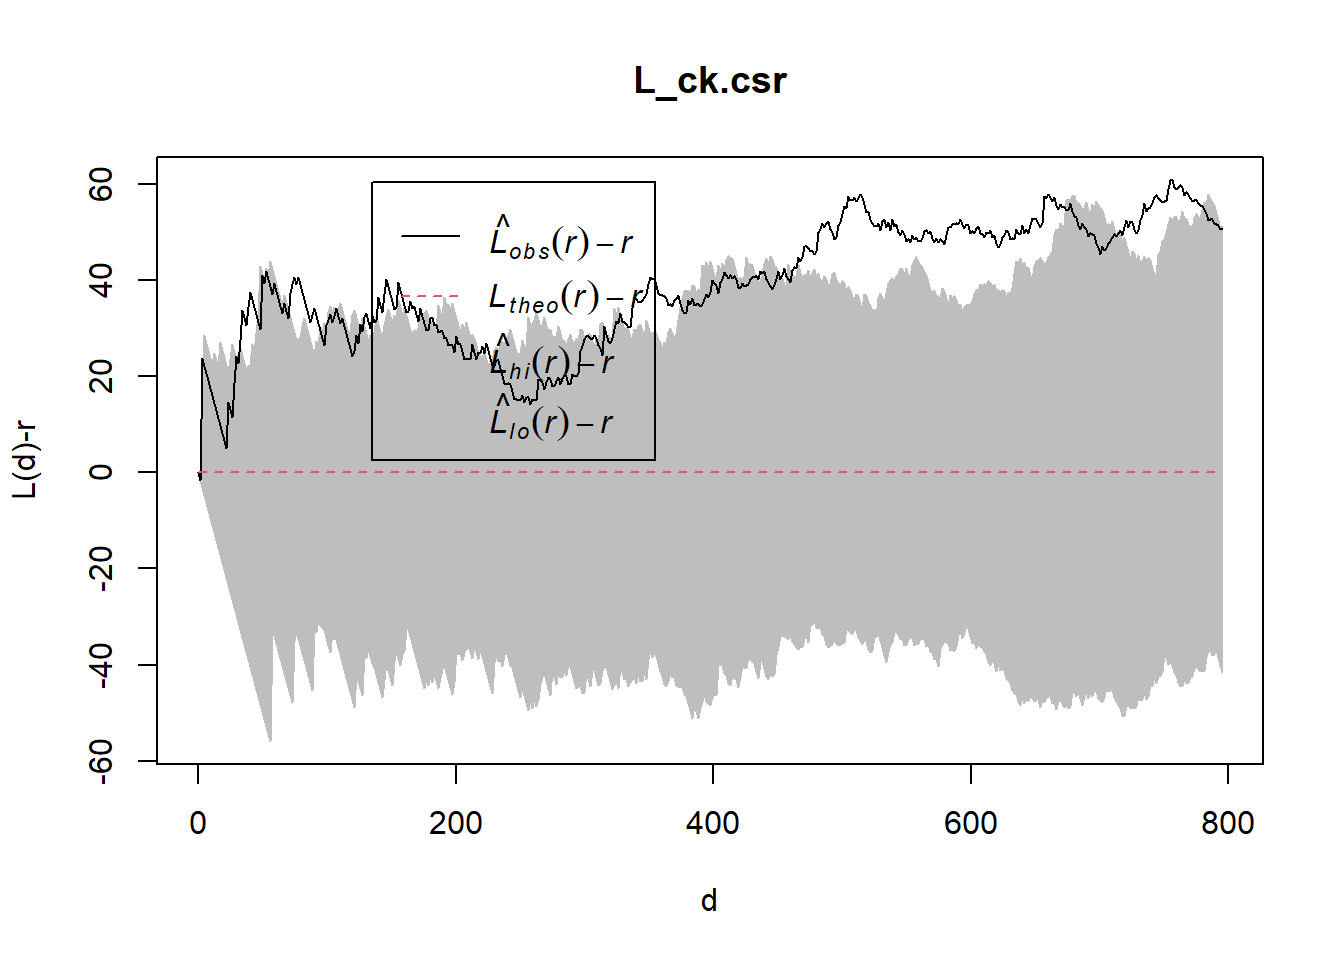 L_ck.csr
60
40
20
0
-20
-40
-60
L(d)-r
L̂obs(r) – r
Ltheo(r) – r
L̂hi(r) – r
L̂lo(r) – r
0 200 400 600 800
d